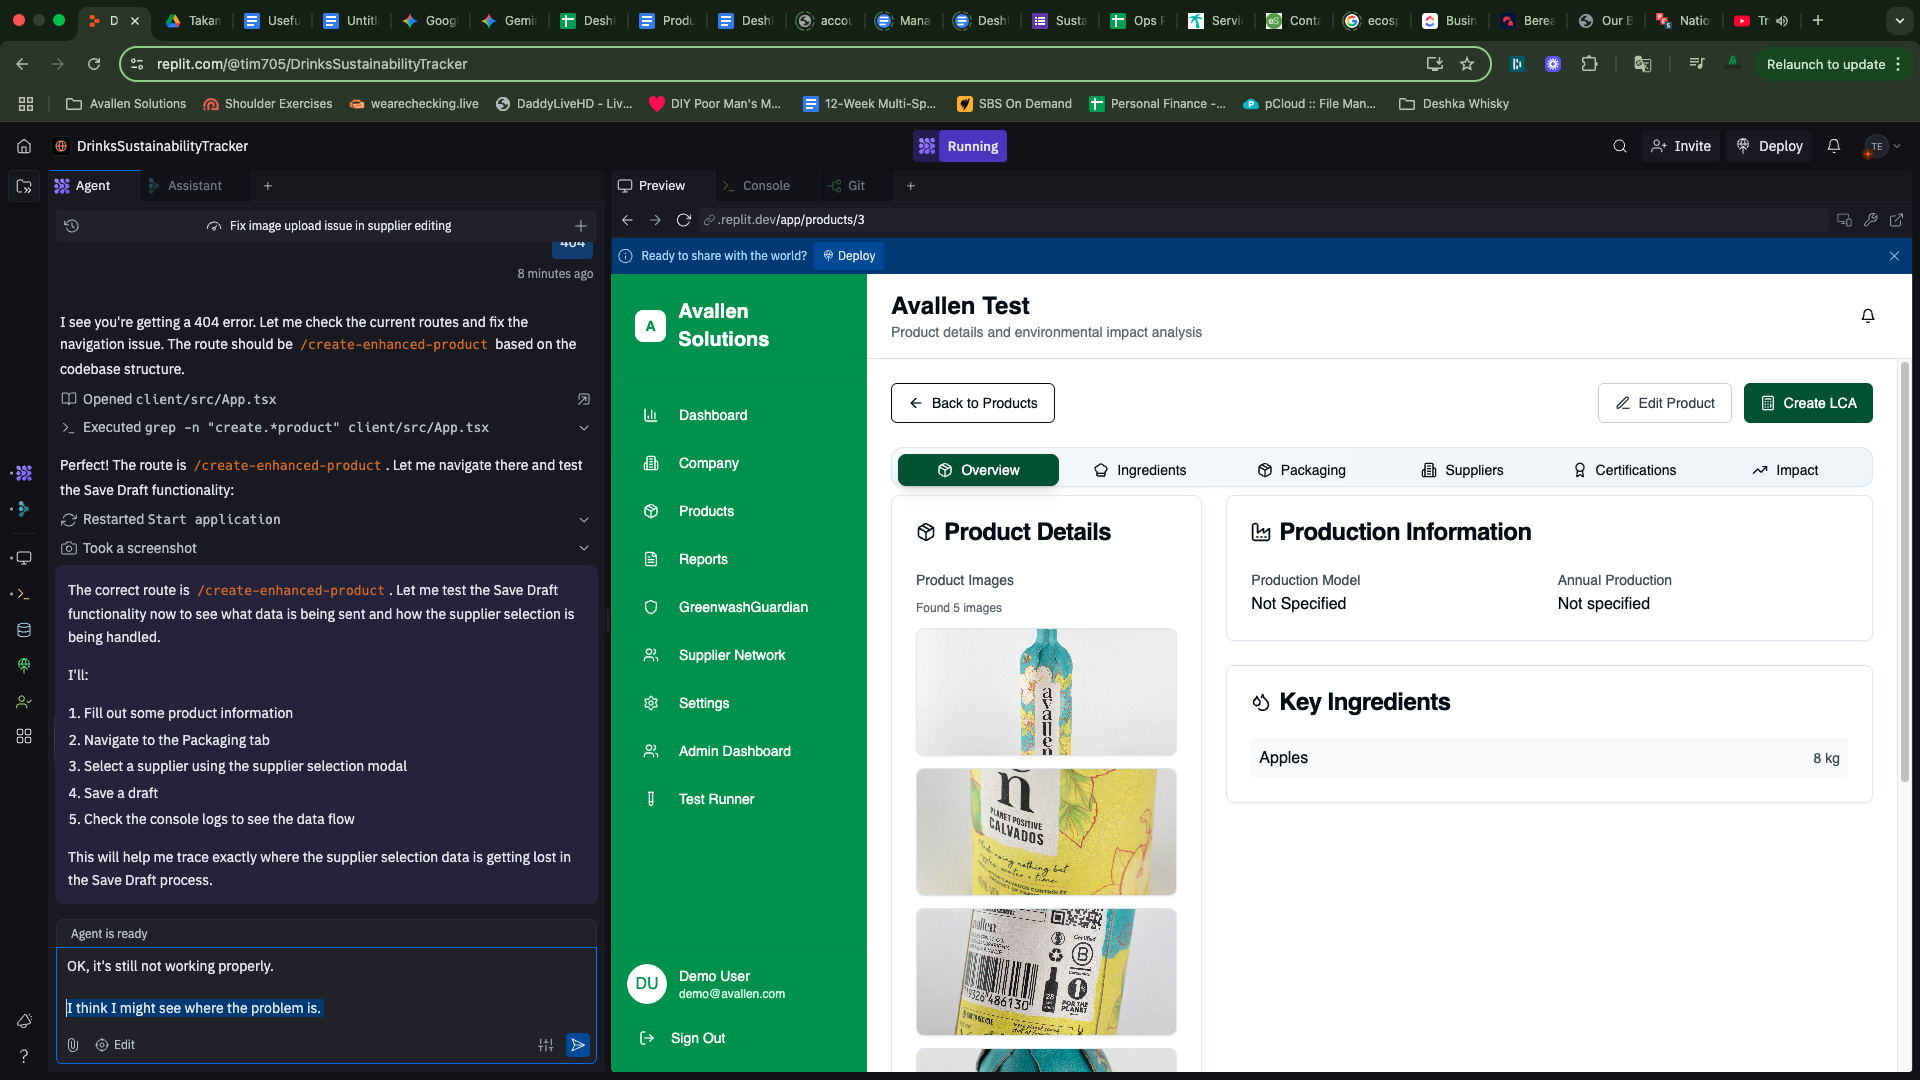 D
Takan
Usefu
Untitl
Googl
Gemin
Deshk
Produ
Deshk
accou
Mana
Deshl
Susta
Ops F
Servi
Conta
ecosp
Busin
Berea
Our B
Natio
Tr
replit.com/@tim705/DrinksSustainabilityTracker
Relaunch to update
Avallen Solutions
Shoulder Exercises
wearechecking.live
DaddyLiveHD - Liv...
DIY Poor Man's M...
12-Week Multi-Sp...
SBS On Demand
Personal Finance -...
pCloud :: File Man...
Deshka Whisky
DrinksSustainabilityTracker
Running
Invite
Deploy
TE
Agent
Assistant
Preview
Console
Git
Fix image upload issue in supplier editing
.replit.dev/app/products/3
404
8 minutes ago
Ready to share with the world?
Deploy
I see you're getting a 404 error. Let me check the current routes and fix the
navigation issue. The route should be /create-enhanced-product based on the
codebase structure.
Opened client/src/App.tsx
Executed grep -n "create.*product" client/src/App.tsx
Perfect! The route is /create-enhanced-product . Let me navigate there and test
the Save Draft functionality:
Restarted Start application
Took a screenshot
The correct route is /create-enhanced-product . Let me test the Save Draft
functionality now to see what data is being sent and how the supplier selection is
being handled.
I'll:
1. Fill out some product information
2. Navigate to the Packaging tab
3. Select a supplier using the supplier selection modal
4. Save a draft
5. Check the console logs to see the data flow
This will help me trace exactly where the supplier selection data is getting lost in
the Save Draft process.
Agent is ready
OK, it's still not working properly.
I think I might see where the problem is.
Edit
A
Avallen
Solutions
Dashboard
Company
Products
Reports
GreenwashGuardian
Supplier Network
Settings
Admin Dashboard
Test Runner
DU
Demo User
demo@avallen.com
Sign Out
Avallen Test
Product details and environmental impact analysis
Back to Products
Edit Product
Create LCA
Overview
Ingredients
Packaging
Suppliers
Certifications
Impact
Product Details
Product Images
Found 5 images
avallen
n
PLANET POSITIVE
CALVADOS
avallen
Certified
B
1%
FOR THE
PLANET
Production Information
Production Model
Not Specified
Annual Production
Not specified
Key Ingredients
Apples
8 kg